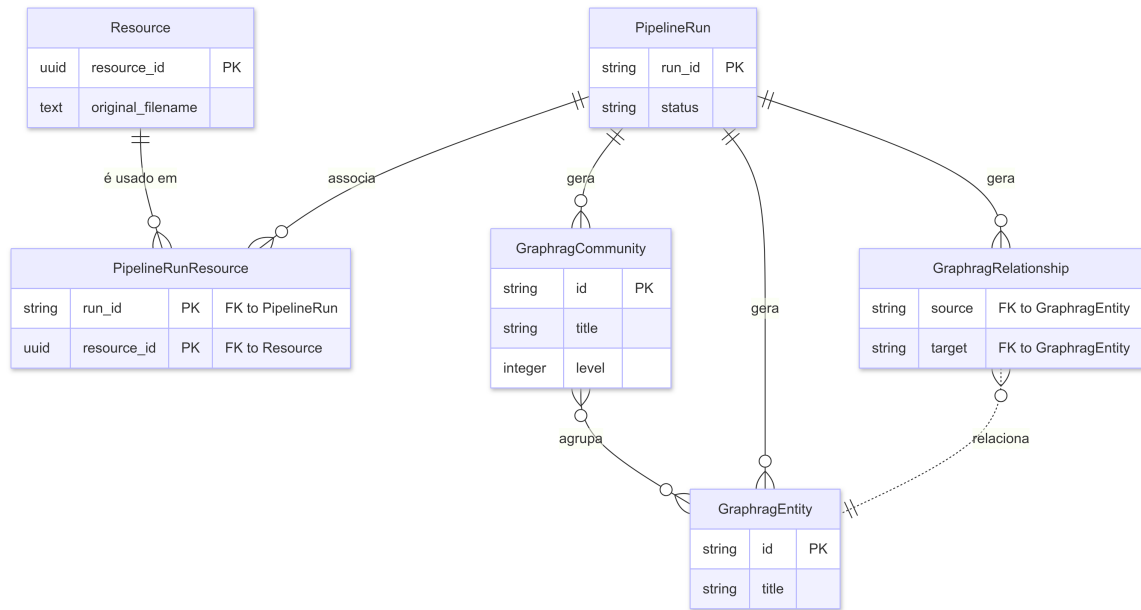 Resource
uuid resource_id PK
text original_filename
PipelineRun
string run_id PK
string status
é usado em
associa
gera
gera
PipelineRunResource
string run_id PK FK to PipelineRun
uuid resource_id PK FK to Resource
GraphragCommunity
string id PK
string title
integer level
gera
GraphragRelationship
string source FK to GraphragEntity
string target FK to GraphragEntity
agrupa
relaciona
GraphragEntity
string id PK
string title